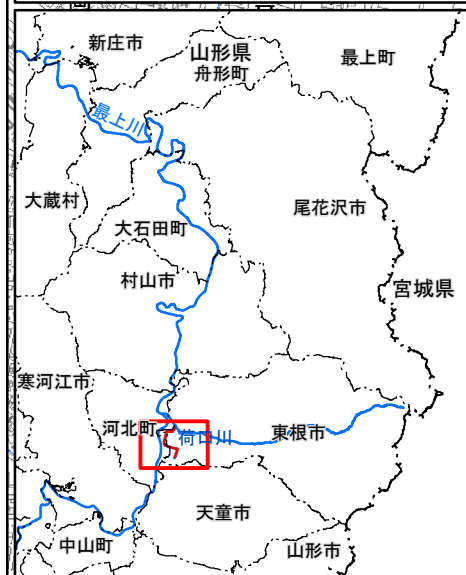 新庄市
山形県
舟形町
最上町
最上川
大蔵村
尾花沢市
大石田町
村山市
宮城県
寒河江市
河北町
荷口川
東根市
天童市
中山町
山形市